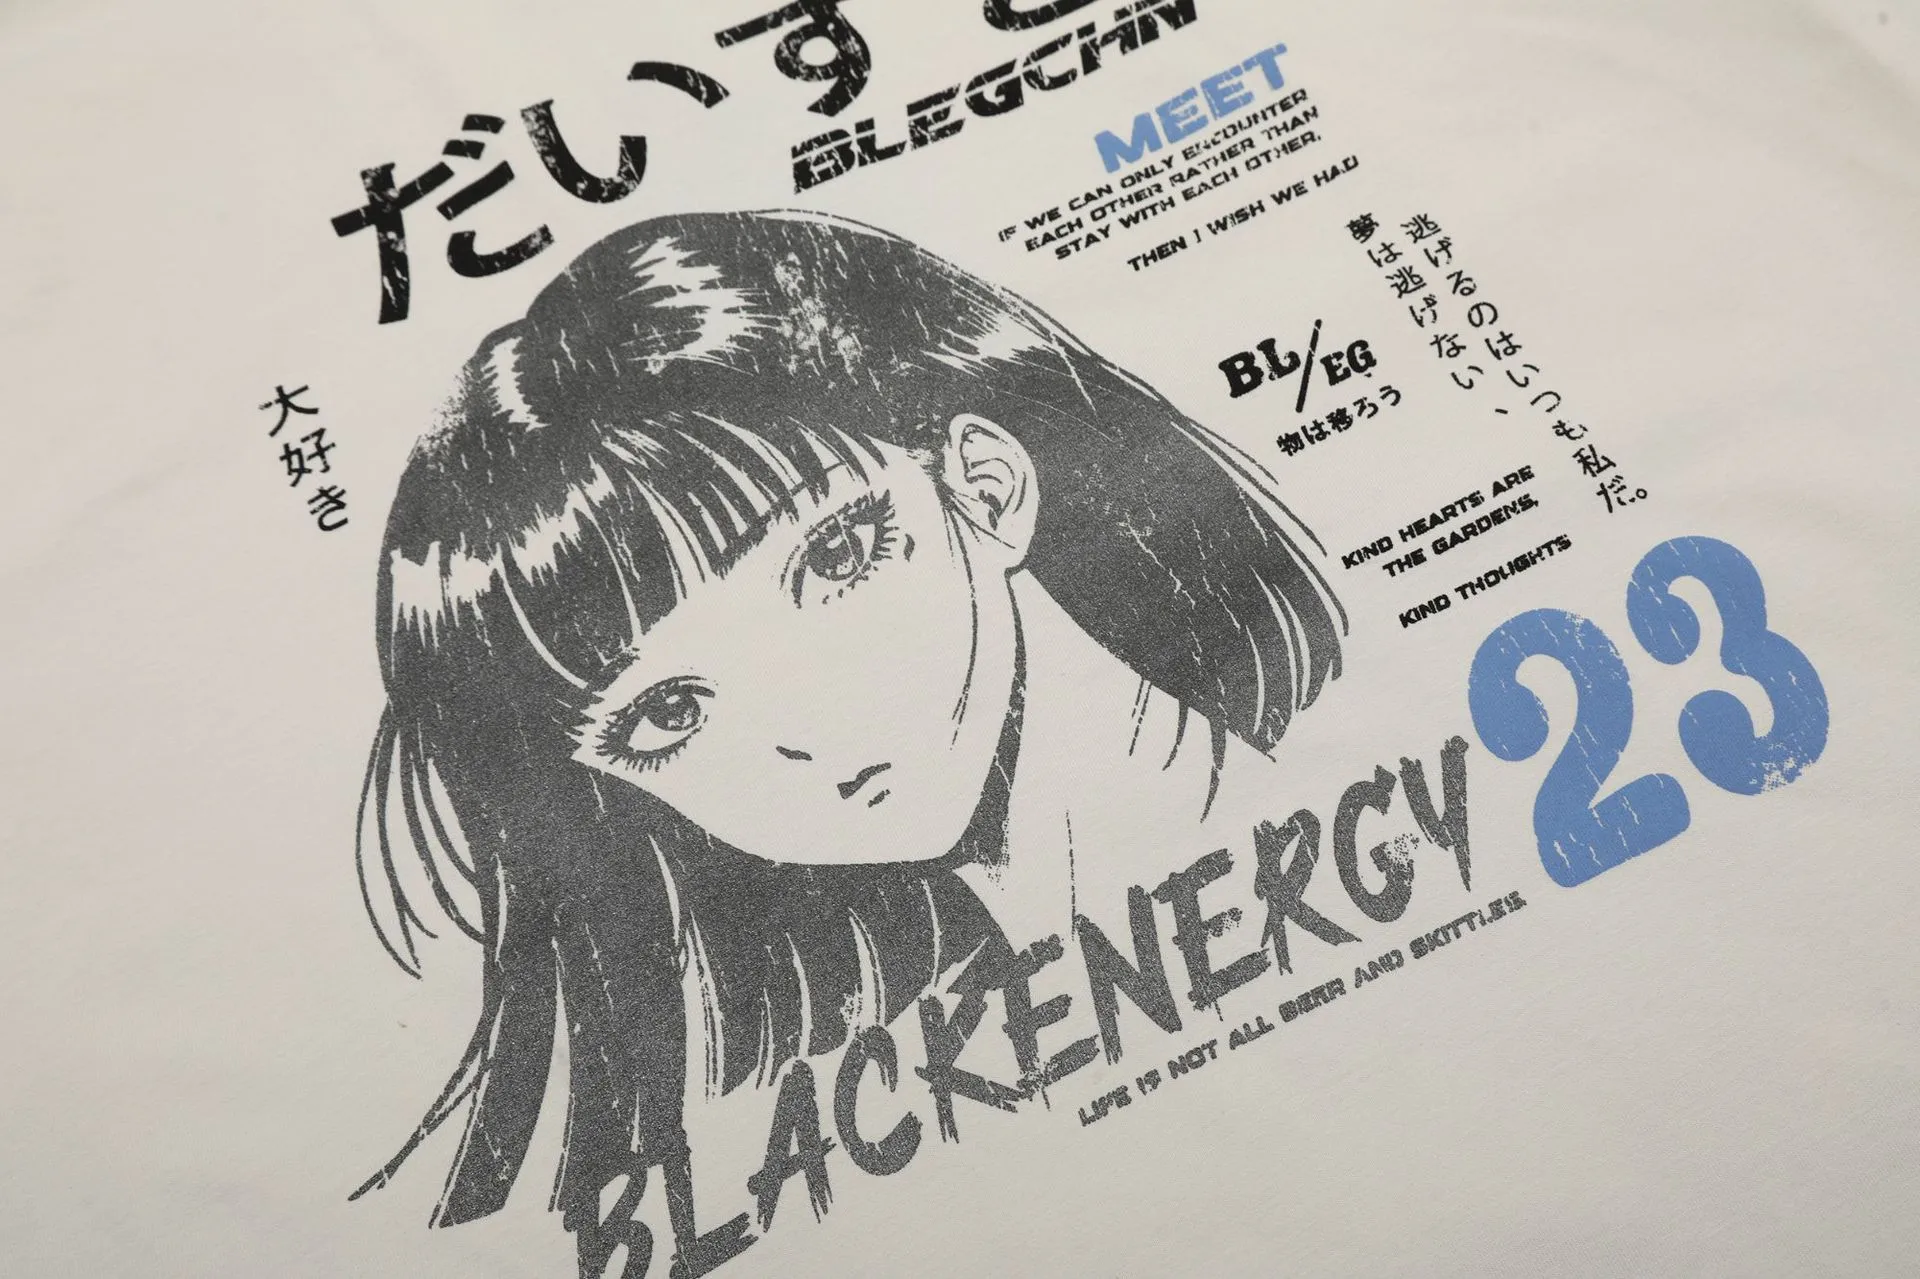 だいす
BLEGCHN
MEET
IF WE CAN ONLY ENCOUNTER
EACH OTHER RATHER THAN
STAY WITH EACH OTHER,
THEN I WISH WE HAD
逃げるのはいつも私だ。
夢は逃げない、
大好き
BL/EG
物は移ろう
KIND HEARTS ARE
THE GARDENS,
KIND THOUGHTS
23
BLACKENERGY
LIFE IS NOT ALL BEER AND SKITTLES.